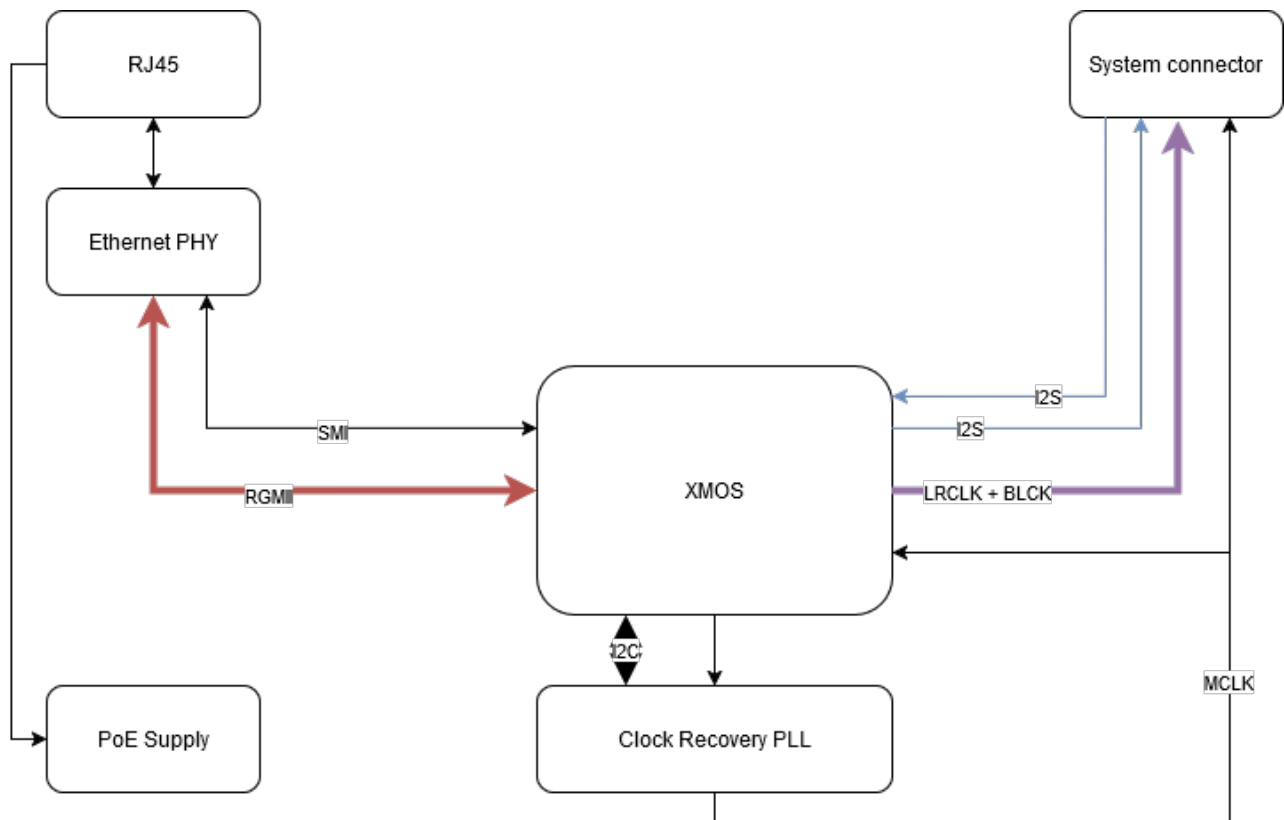 RJ45
System connector
Ethernet PHY
I2S
SMI
I2S
RGMII
XMOS
LRCLK + BLCK
I2C
MCLK
PoE Supply
Clock Recovery PLL